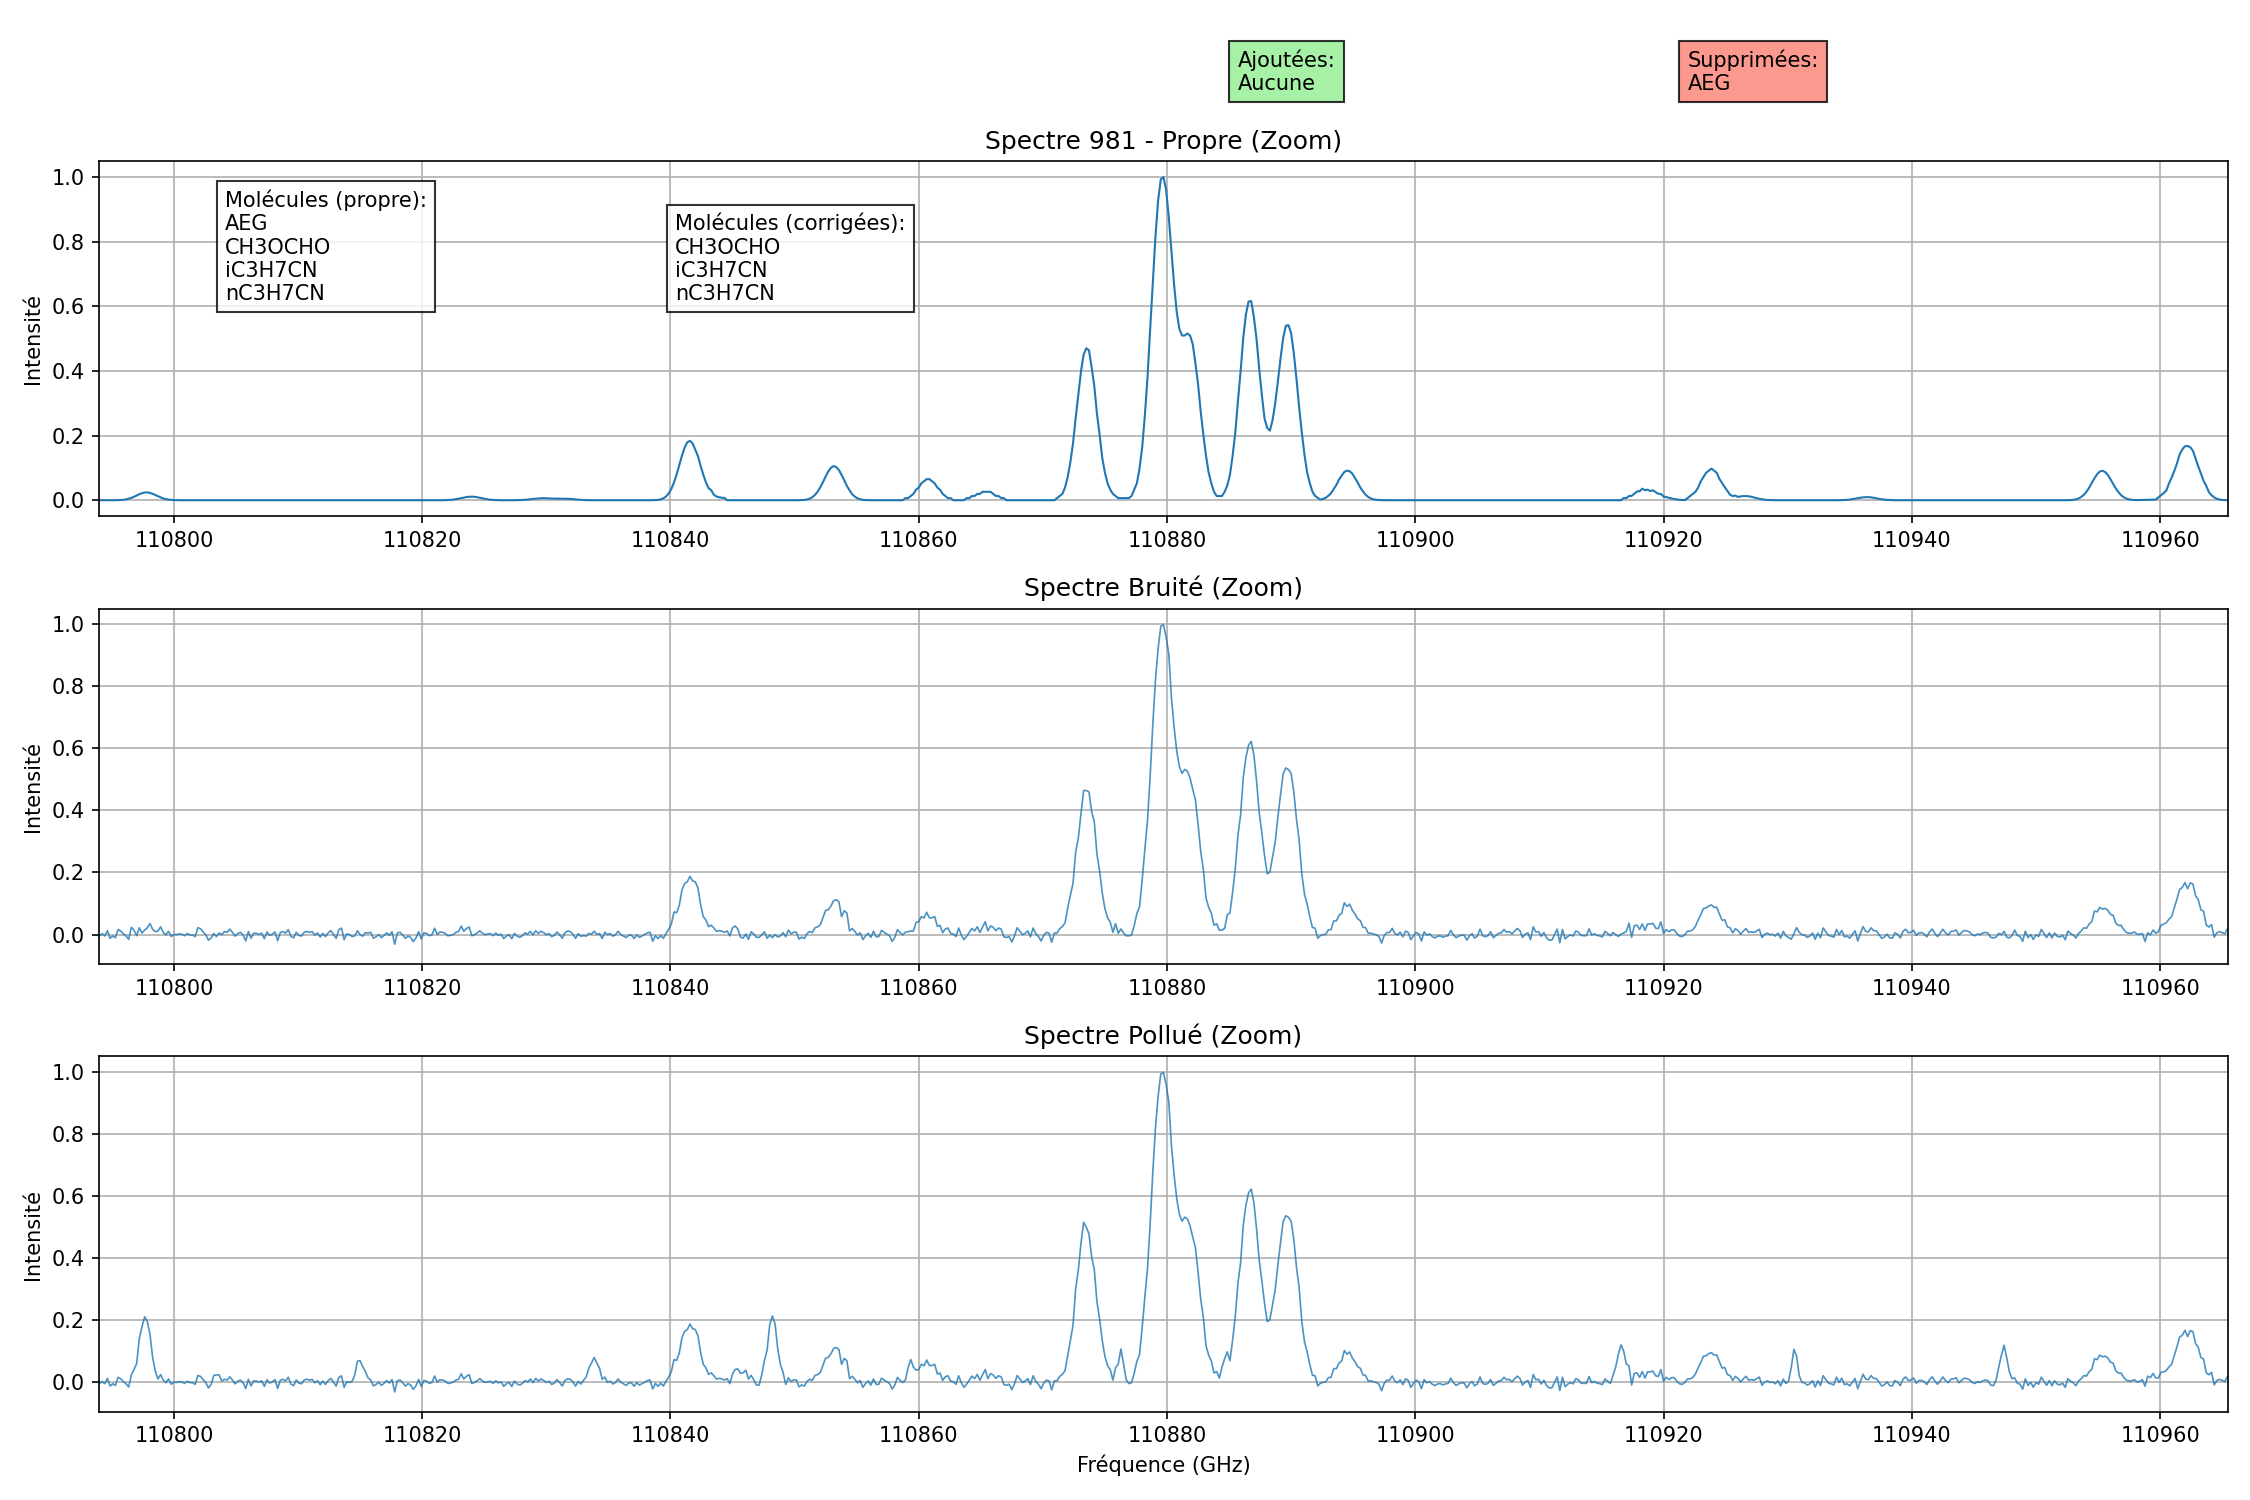 Ajoutées:
Aucune
Supprimées:
AEG
Spectre 981 - Propre (Zoom)
Molécules (propre):
AEG
CH3OCHO
iC3H7CN
nC3H7CN
Molécules (corrigées):
CH3OCHO
iC3H7CN
nC3H7CN
Intensité
1.0
0.8
0.6
0.4
0.2
0.0
110800 110820 110840 110860 110880 110900 110920 110940 110960
Spectre Bruité (Zoom)
Intensité
1.0
0.8
0.6
0.4
0.2
0.0
110800 110820 110840 110860 110880 110900 110920 110940 110960
Spectre Pollué (Zoom)
Intensité
1.0
0.8
0.6
0.4
0.2
0.0
110800 110820 110840 110860 110880 110900 110920 110940 110960
Fréquence (GHz)